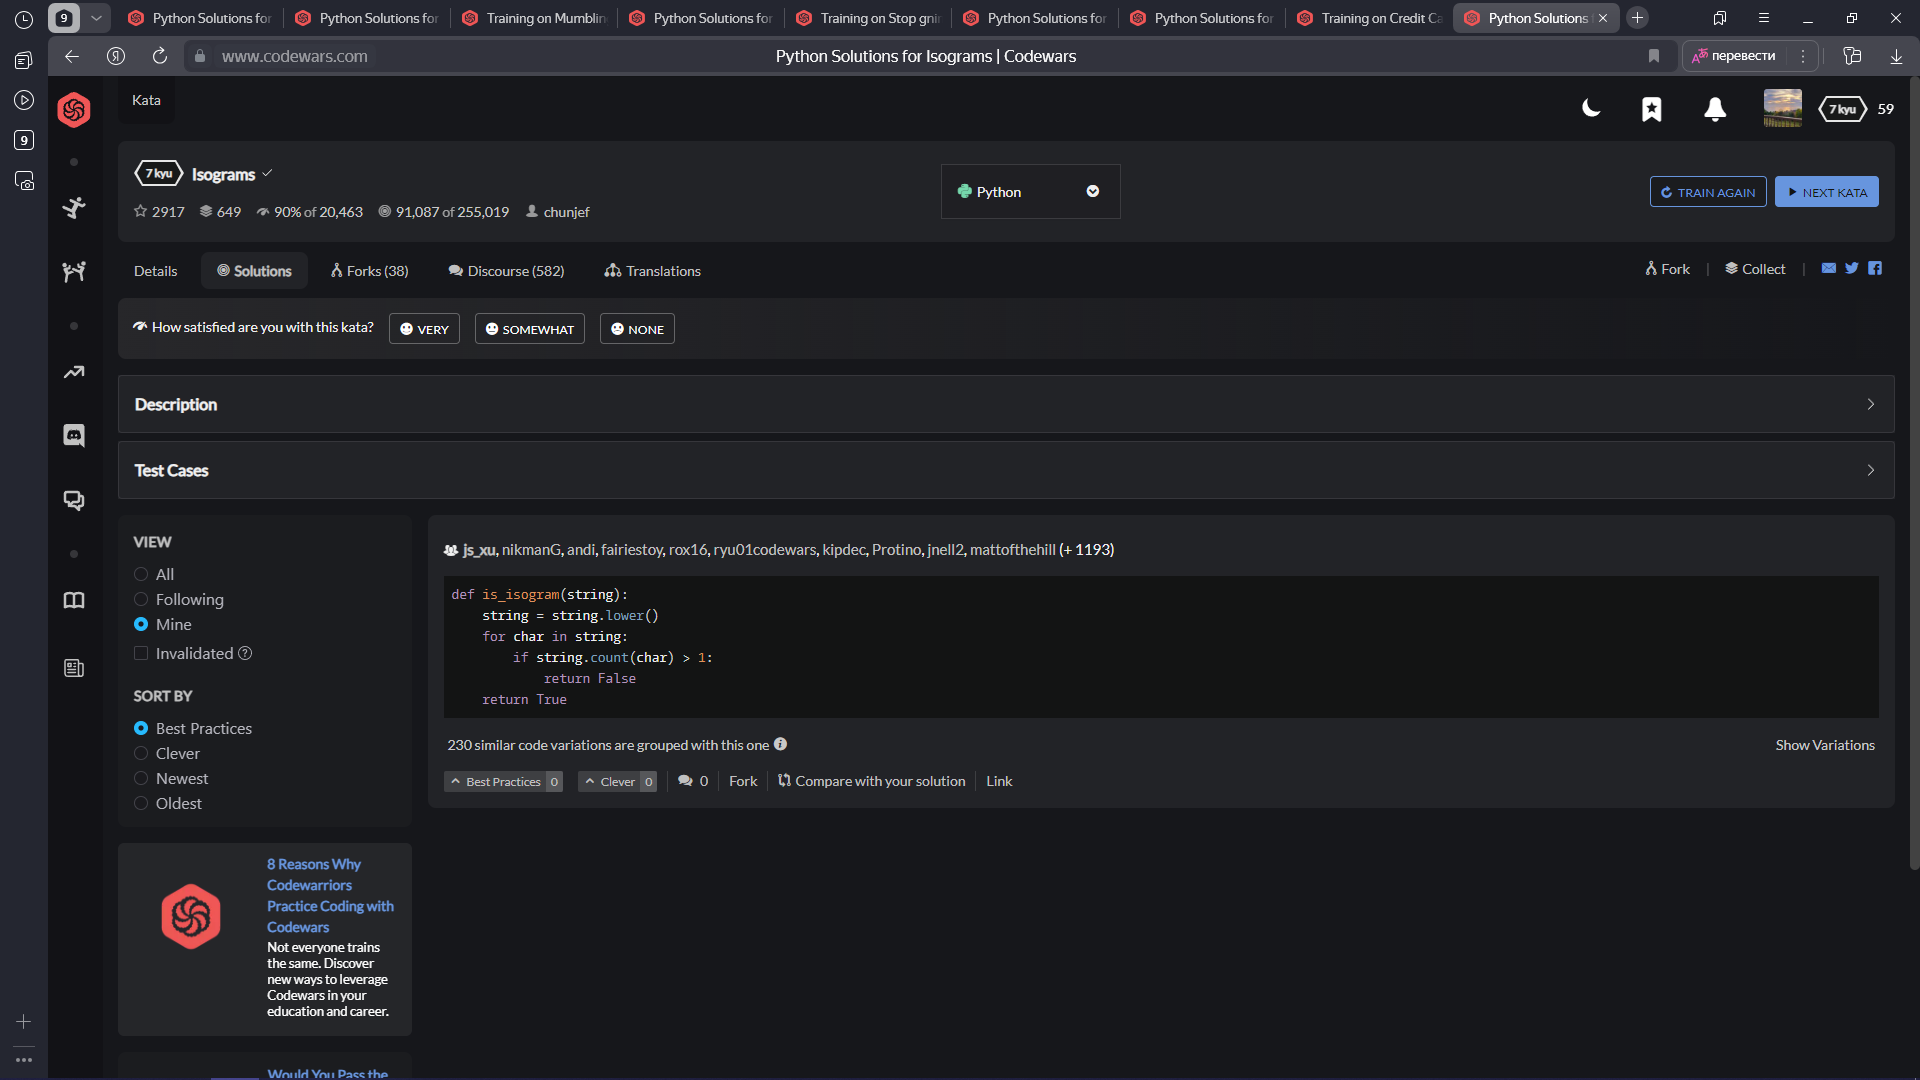 9
Python Solutions for
Python Solutions for
Training on Mumblin
Python Solutions for
Training on Stop gnin
Python Solutions for
Python Solutions for
Training on Credit Ca
Python Solutions f
www.codewars.com
Python Solutions for Isograms | Codewars
перевести
9
Kata
7 kyu
59
7 kyu
Isograms
Python
TRAIN AGAIN
NEXT KATA
2917
649
90% of 20,463
91,087 of 255,019
chunjef
Details
Solutions
Forks (38)
Discourse (582)
Translations
Fork
Collect
How satisfied are you with this kata?
VERY
SOMEWHAT
NONE
Description
Test Cases
VIEW
All
Following
Mine
Invalidated
SORT BY
Best Practices
Clever
Newest
Oldest
js_xu, nikmanG, andi, fairiestoy, rox16, ryu01codewars, kipdec, Protino, jnell2, mattofthehill (+ 1193)
def is_isogram(string):
    string = string.lower()
    for char in string:
        if string.count(char) > 1:
            return False
    return True
230 similar code variations are grouped with this one
Show Variations
Best Practices 0
Clever 0
0
Fork
Compare with your solution
Link
8 Reasons Why
Codewarriors
Practice Coding with
Codewars
Not everyone trains
the same. Discover
new ways to leverage
Codewars in your
education and career.
Would You Pass the